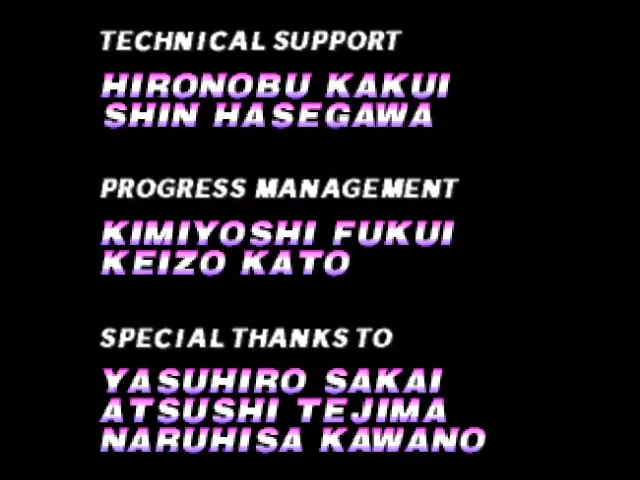 TECHNICAL SUPPORT
HIRONOBU KAKUI
SHIN HASEGAWA
PROGRESS MANAGEMENT
KIMIYOSHI FUKUI
KEIZO KATO
SPECIAL THANKS TO
YASUHIRO SAKAI
ATSUSHI TEJIMA
NARUHISA KAWANO